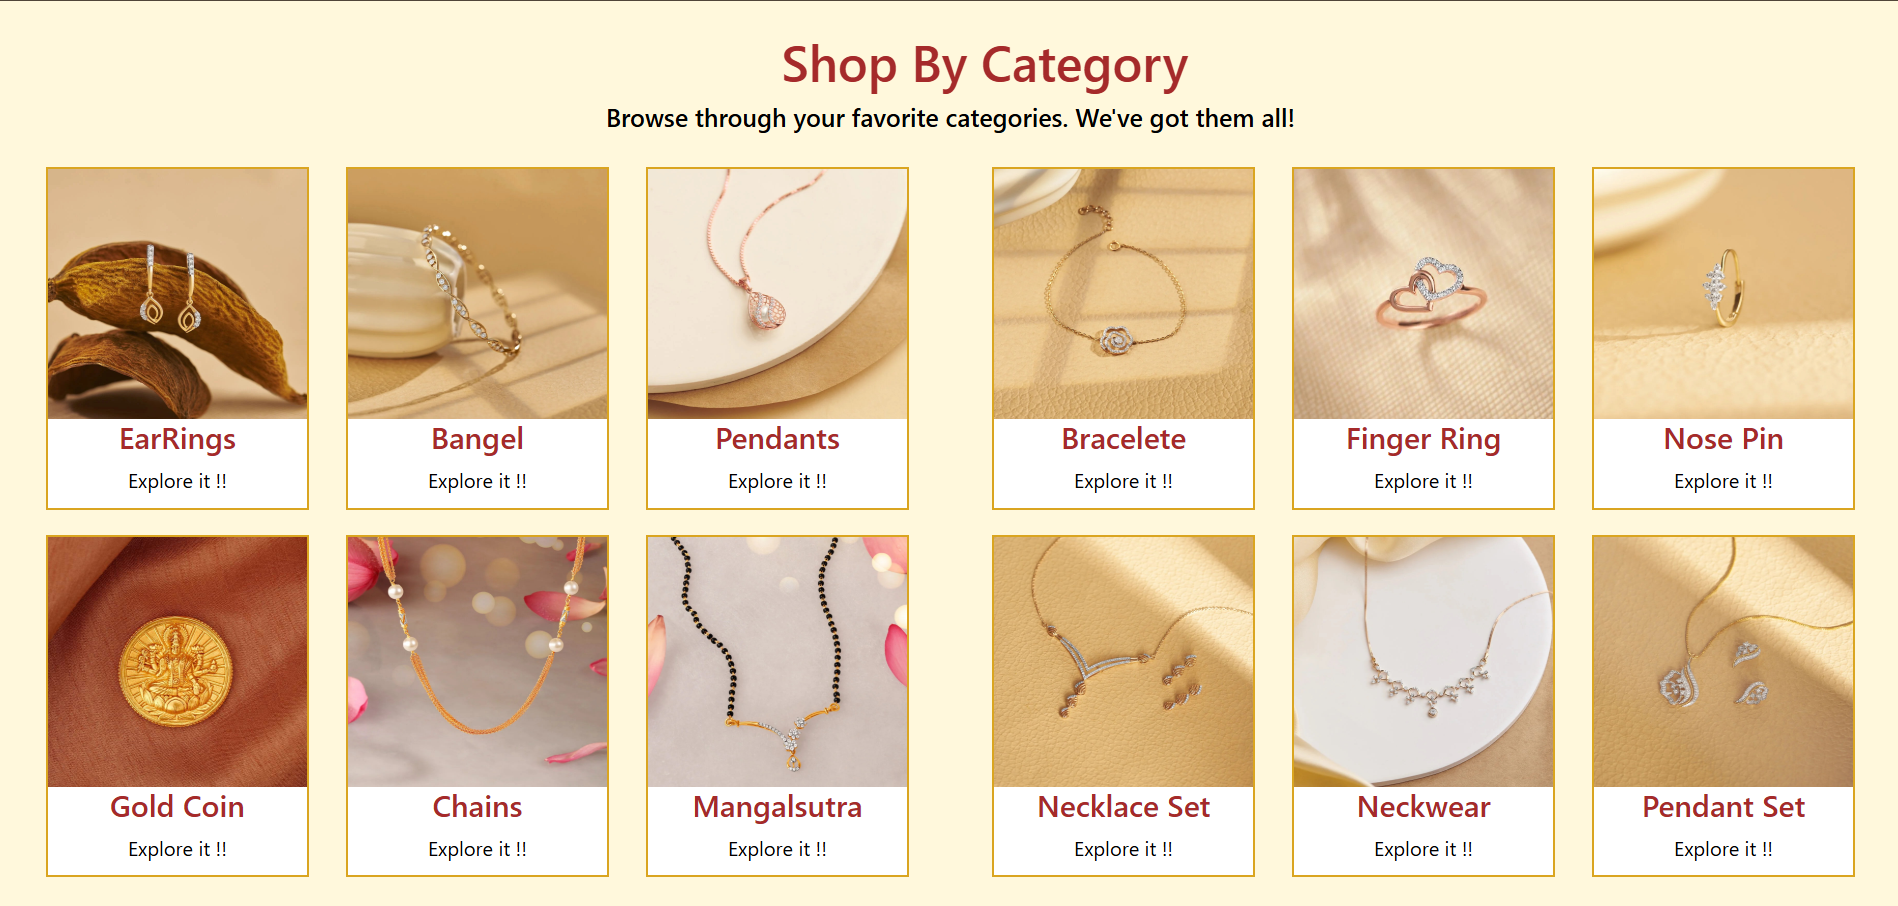 Shop By Category
Browse through your favorite categories. We've got them all!
EarRings
Explore it !!
Bangel
Explore it !!
Pendants
Explore it !!
Bracelete
Explore it !!
Finger Ring
Explore it !!
Nose Pin
Explore it !!
Gold Coin
Explore it !!
Chains
Explore it !!
Mangalsutra
Explore it !!
Necklace Set
Explore it !!
Neckwear
Explore it !!
Pendant Set
Explore it !!